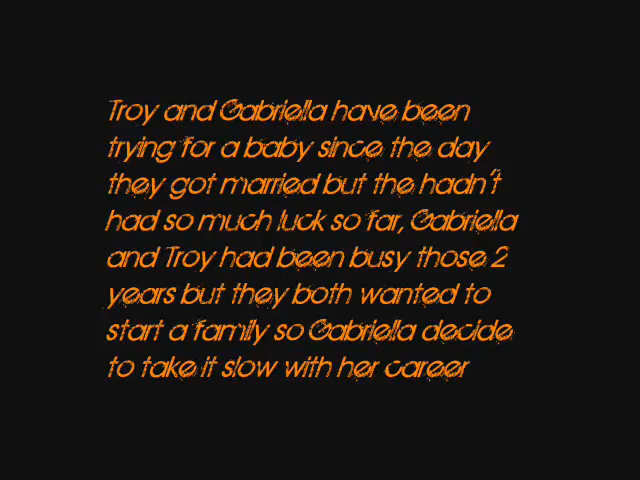 Troy and Gabriella have been
trying for a baby since the day
they got married but the hadn't
had so much luck so far, Gabriella
and Troy had been busy those 2
years but they both wanted to
start a family so Gabriella decide
to take it slow with her career